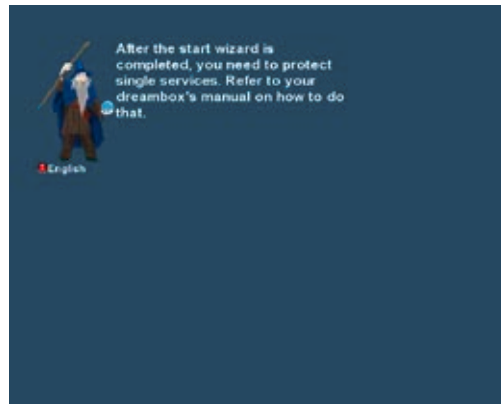 After the start wizard is
completed, you need to protect
single services. Refer to your
dreambox's manual on how to do
that.
English